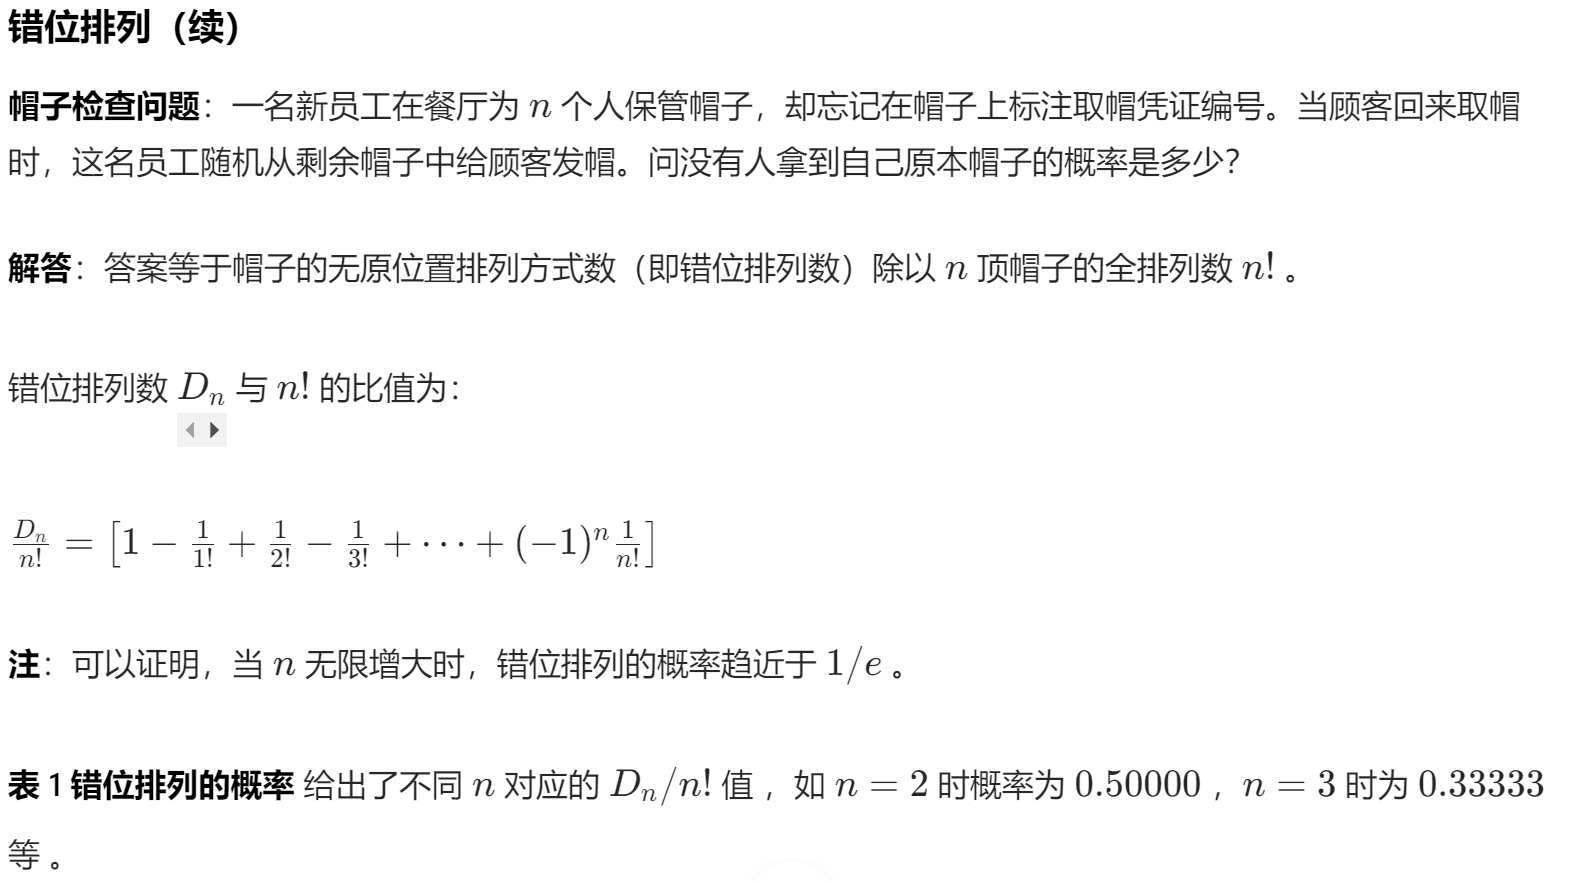 错位排列（续）
帽子检查问题：一名新员工在餐厅为 n 个人保管帽子，却忘记在帽子上标注取帽凭证编号。当顾客回来取帽
时，这名员工随机从剩余帽子中给顾客发帽。问没有人拿到自己原本帽子的概率是多少？
解答：答案等于帽子的无原位置排列方式数（即错位排列数）除以 n 顶帽子的全排列数 n! 。
错位排列数 Dₙ 与 n! 的比值为：
Dₙ/n! = [1 − 1/1! + 1/2! − 1/3! + ⋯ + (−1)ⁿ 1/n!]
注：可以证明，当 n 无限增大时，错位排列的概率趋近于 1/e 。
表 1 错位排列的概率 给出了不同 n 对应的 Dₙ/n! 值 ，如 n = 2 时概率为 0.50000 ，n = 3 时为 0.33333
等 。